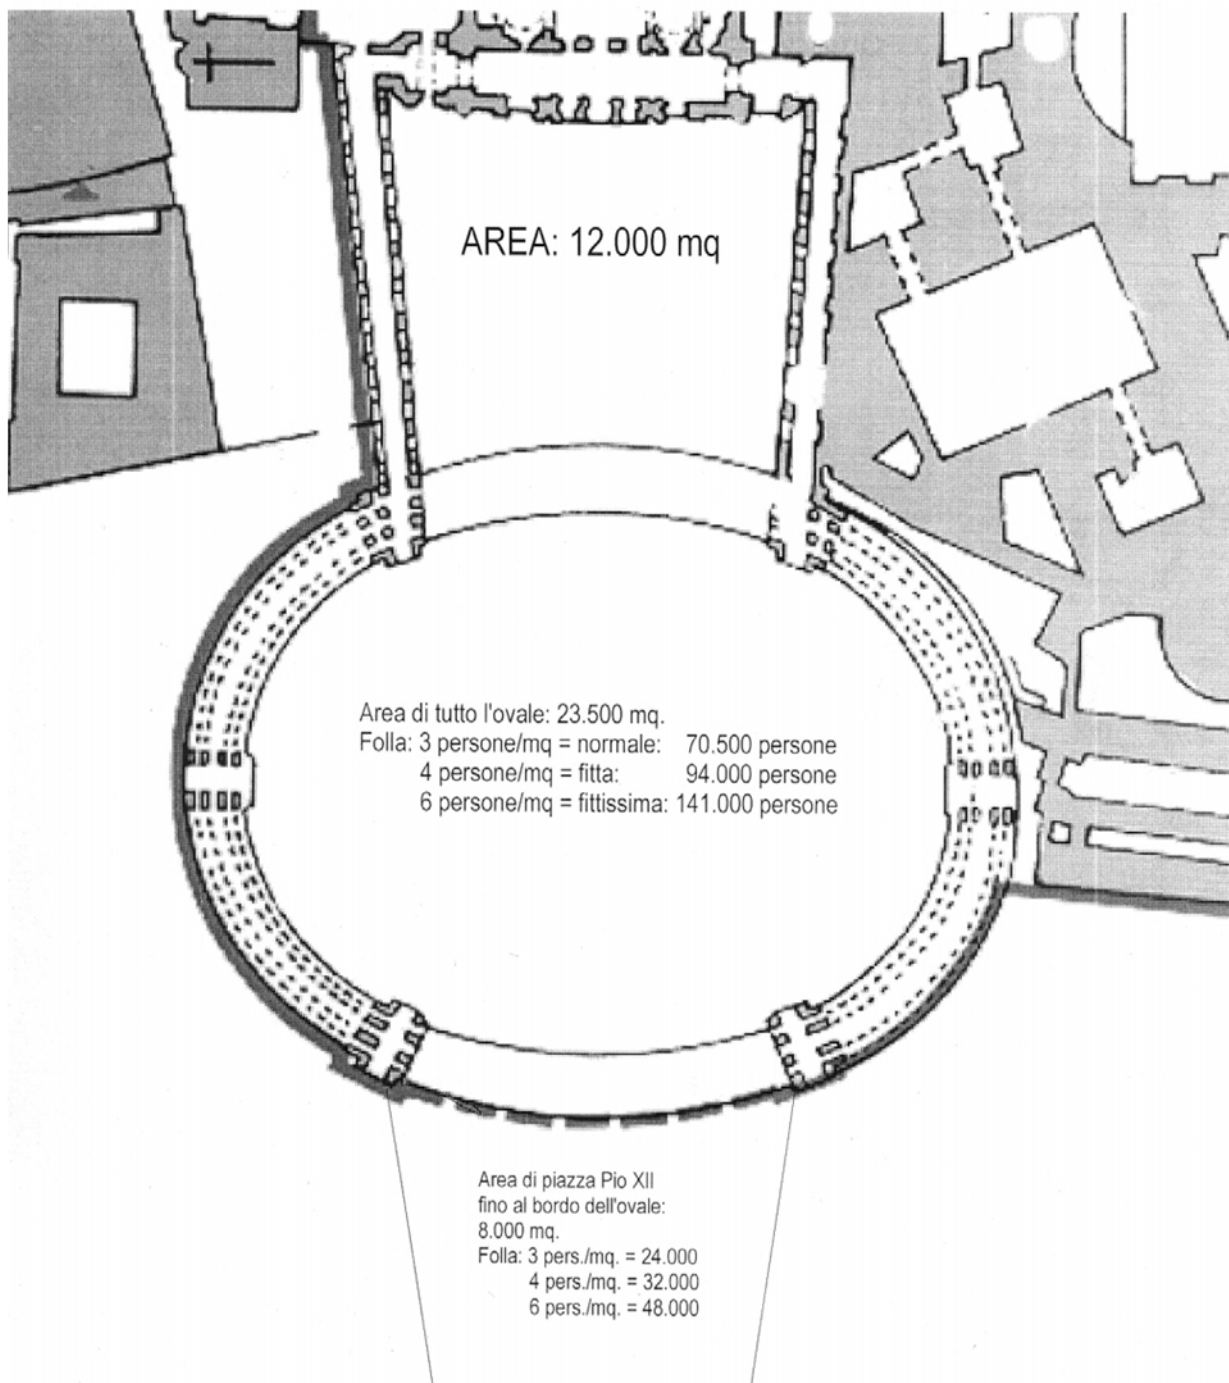 AREA: 12.000 mq
Area di tutto l'ovale: 23.500 mq.
Folla: 3 persone/mq = normale: 70.500 persone
4 persone/mq = fitta: 94.000 persone
6 persone/mq = fittissima: 141.000 persone
Area di piazza Pio XII
fino al bordo dell'ovale:
8.000 mq.
Folla: 3 pers./mq. = 24.000
4 pers./mq. = 32.000
6 pers./mq. = 48.000